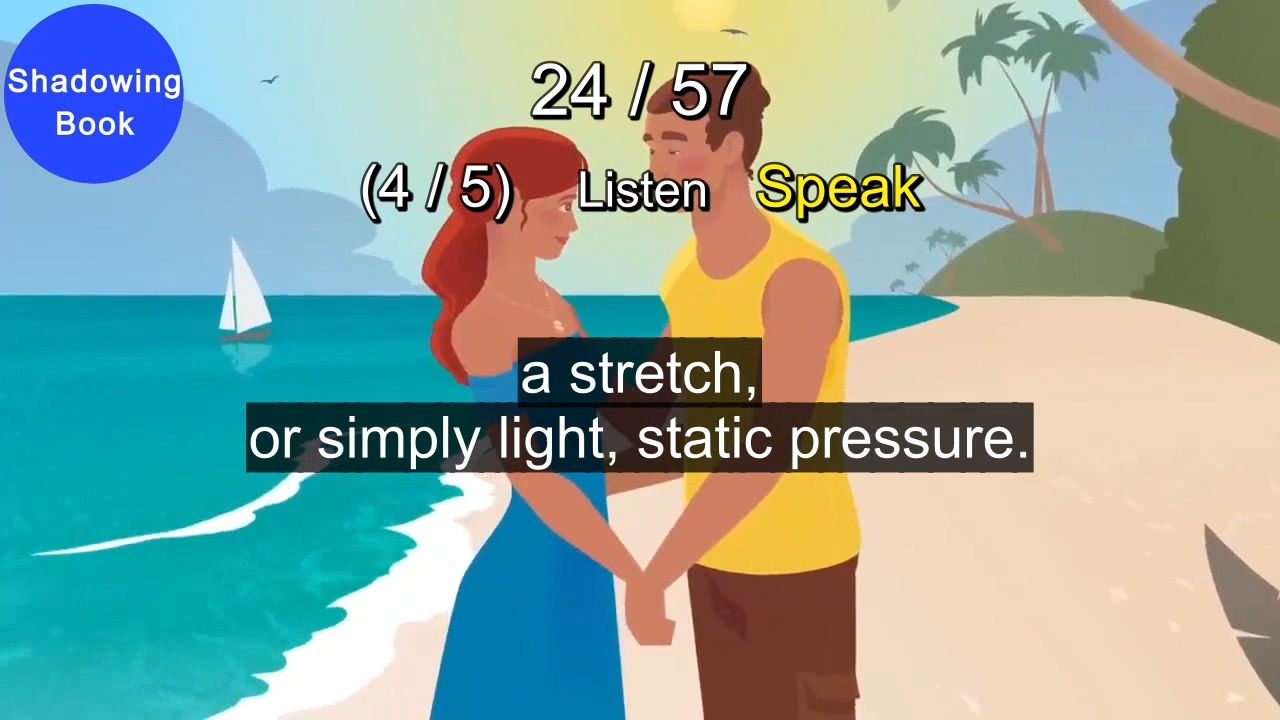 Shadowing
Book
24 / 57
(4 / 5) Listen Speak
a stretch,
or simply light, static pressure.